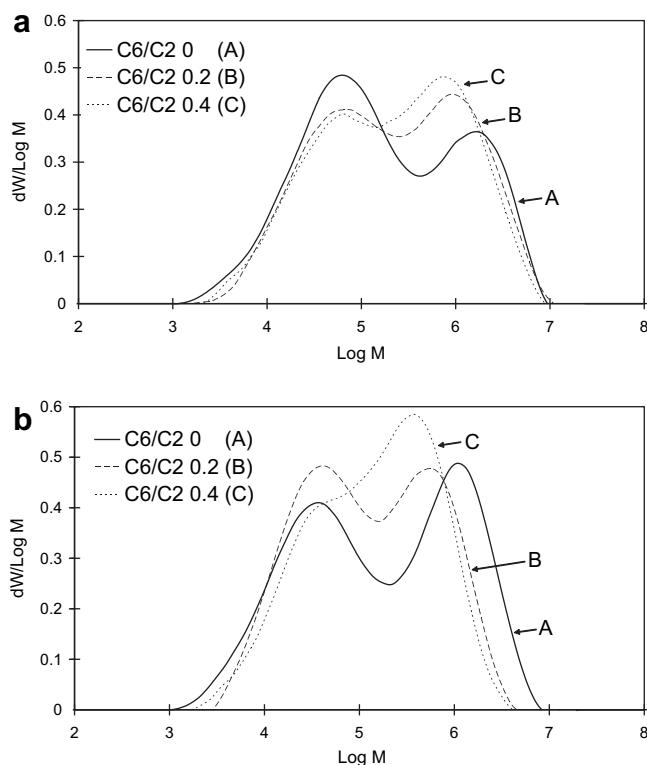 a
0.6
0.5
0.4
0.3
0.2
0.1
0
dW/Log M
C6/C2 0 (A)
C6/C2 0.2 (B)
C6/C2 0.4 (C)
C
B
A
2 3 4 5 6 7 8
Log M
b
0.6
0.5
0.4
0.3
0.2
0.1
0
dW/Log M
C6/C2 0 (A)
C6/C2 0.2 (B)
C6/C2 0.4 (C)
C
B
A
2 3 4 5 6 7 8
Log M